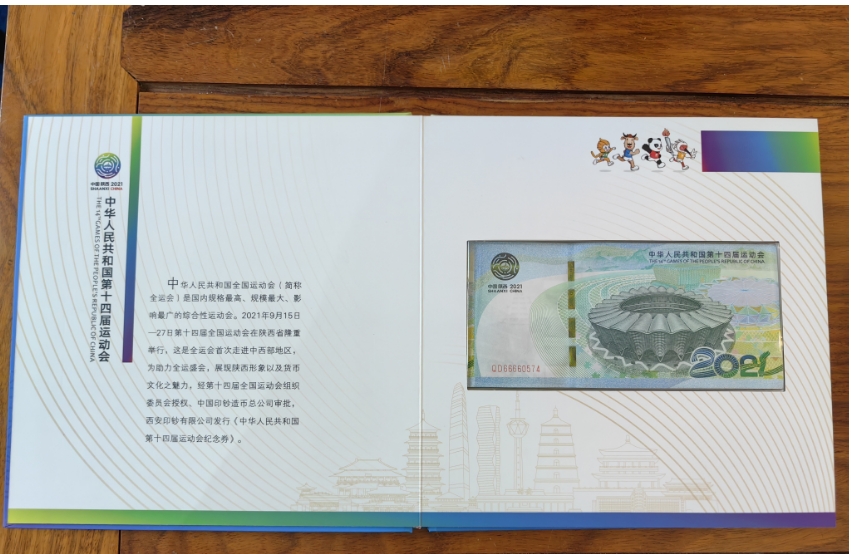 中国陕西 2021
SHAANXI CHINA
中华人民共和国第十四届运动会
THE 14TH GAMES OF THE PEOPLE'S REPUBLIC OF CHINA
中华人民共和国全国运动会（简称
全运会）是国内规格最高、规模最大、影
响最广的综合性运动会。2021年9月15日
—27日第十四届全国运动会在陕西省隆重
举行，这是全运会首次走进中西部地区，
为助力全运盛会，展现陕西形象以及货币
文化之魅力，经第十四届全国运动会组织
委员会授权、中国印钞造币总公司审批，
西安印钞有限公司发行《中华人民共和国
第十四届运动会纪念券》。
中国陕西 2021
SHAANXI CHINA
中华人民共和国第十四届运动会
THE 14TH GAMES OF THE PEOPLE'S REPUBLIC OF CHINA
QD66660574
2021